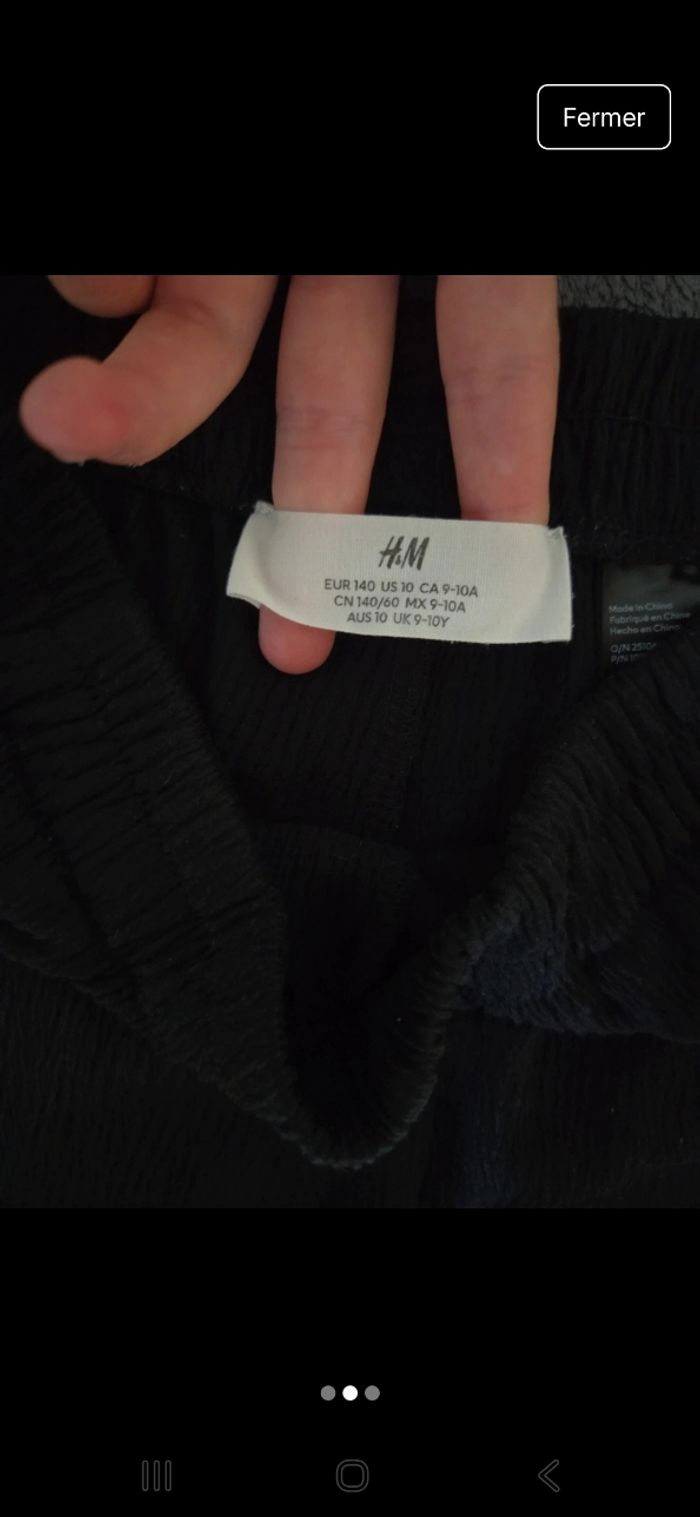 Fermer
H&M
EUR 140 US 10 CA 9-10A
CN 140/60 MX 9-10A
AUS 10 UK 9-10Y
Made in China
Fabriqué en Chine
Hecho en China
O/N
P/N